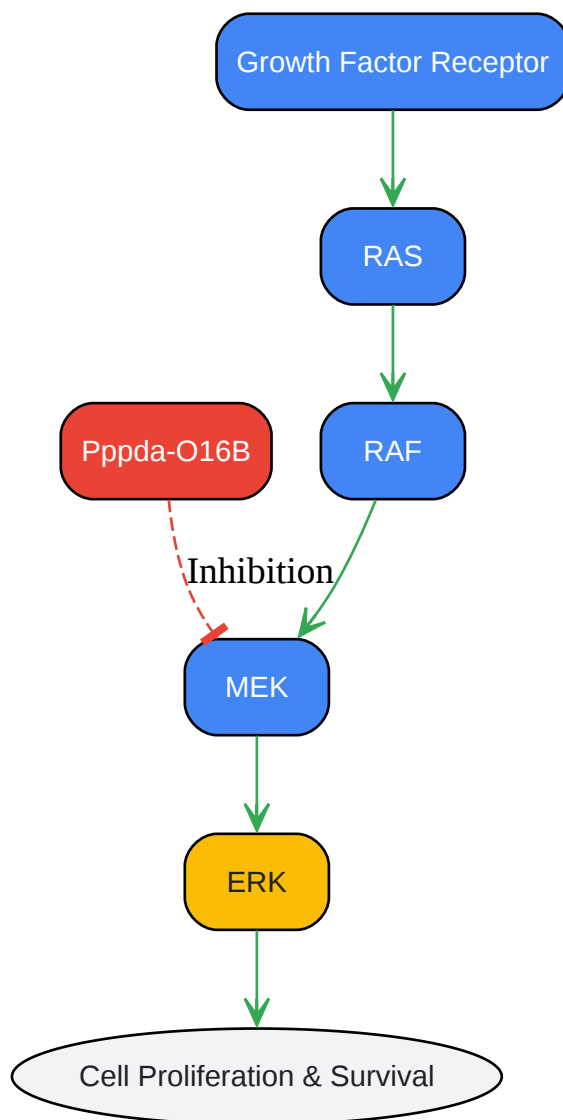 Growth Factor Receptor
RAS
Pppda-O16B
RAF
Inhibition
MEK
ERK
Cell Proliferation & Survival